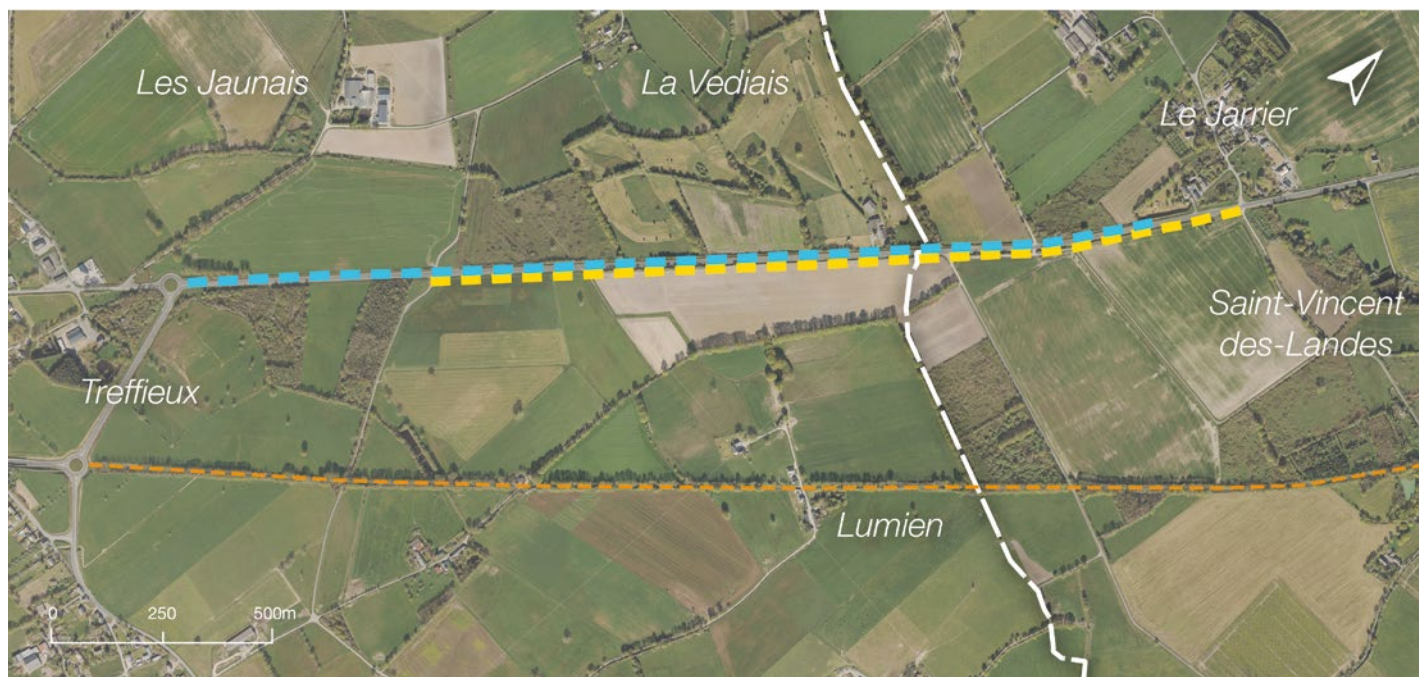 Les Jaunais
La Vediais
Le Jarrier
Saint-Vincent
des-Landes
Treffieux
Lumien
0 250 500m